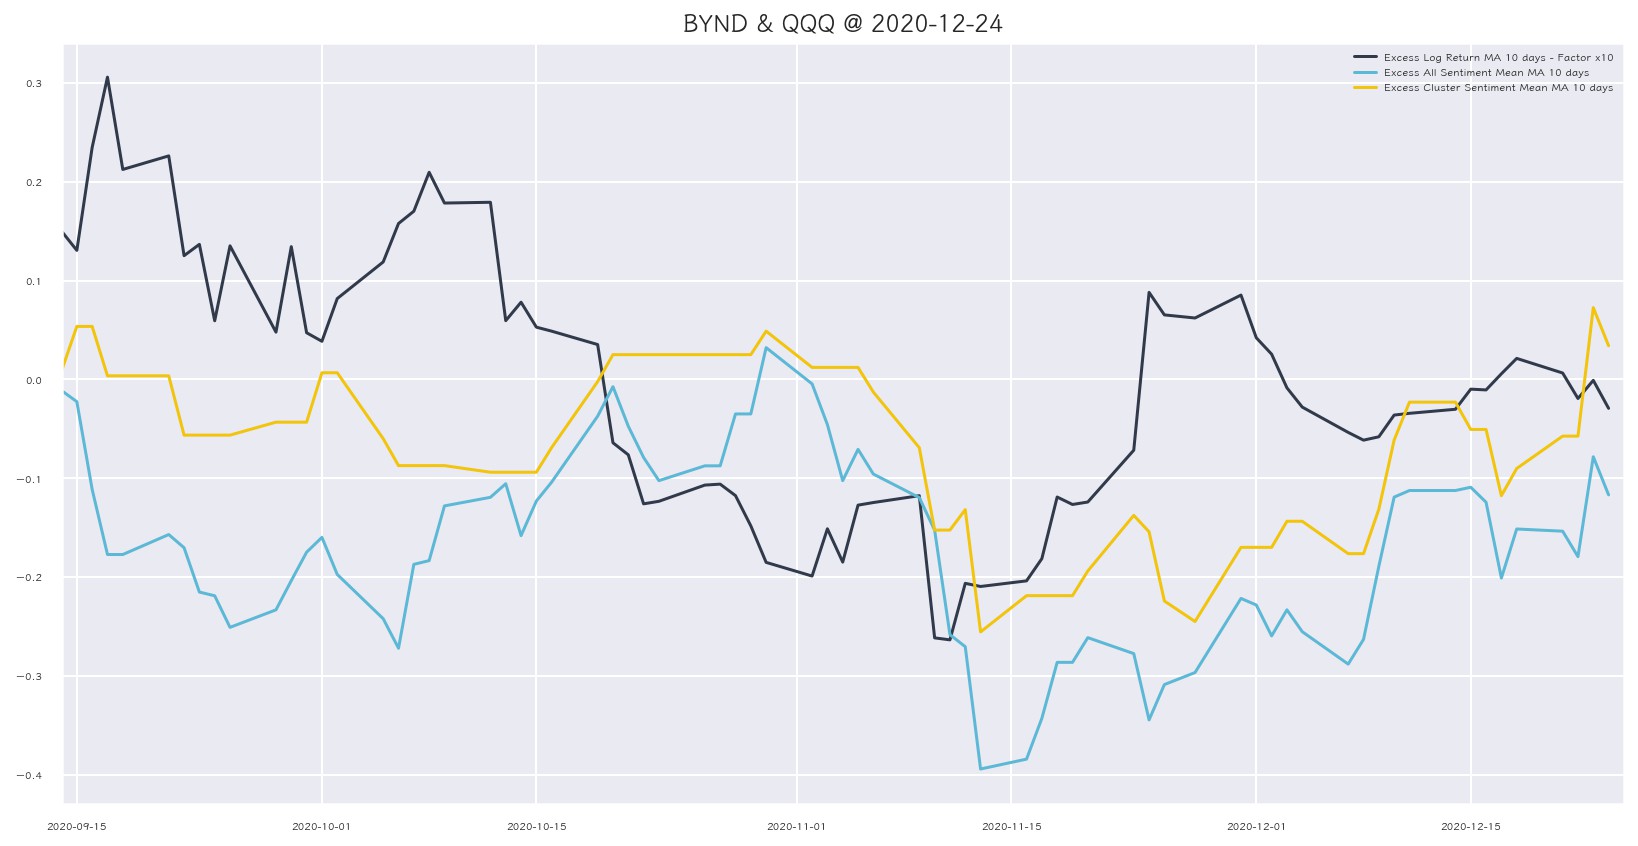 BYND & QQQ @ 2020-12-24
Excess Log Return MA 10 days - Factor x10
Excess All Sentiment Mean MA 10 days
Excess Cluster Sentiment Mean MA 10 days
0.3
0.2
0.1
0.0
−0.1
−0.2
−0.3
−0.4
2020-09-15 2020-10-01 2020-10-15 2020-11-01 2020-11-15 2020-12-01 2020-12-15